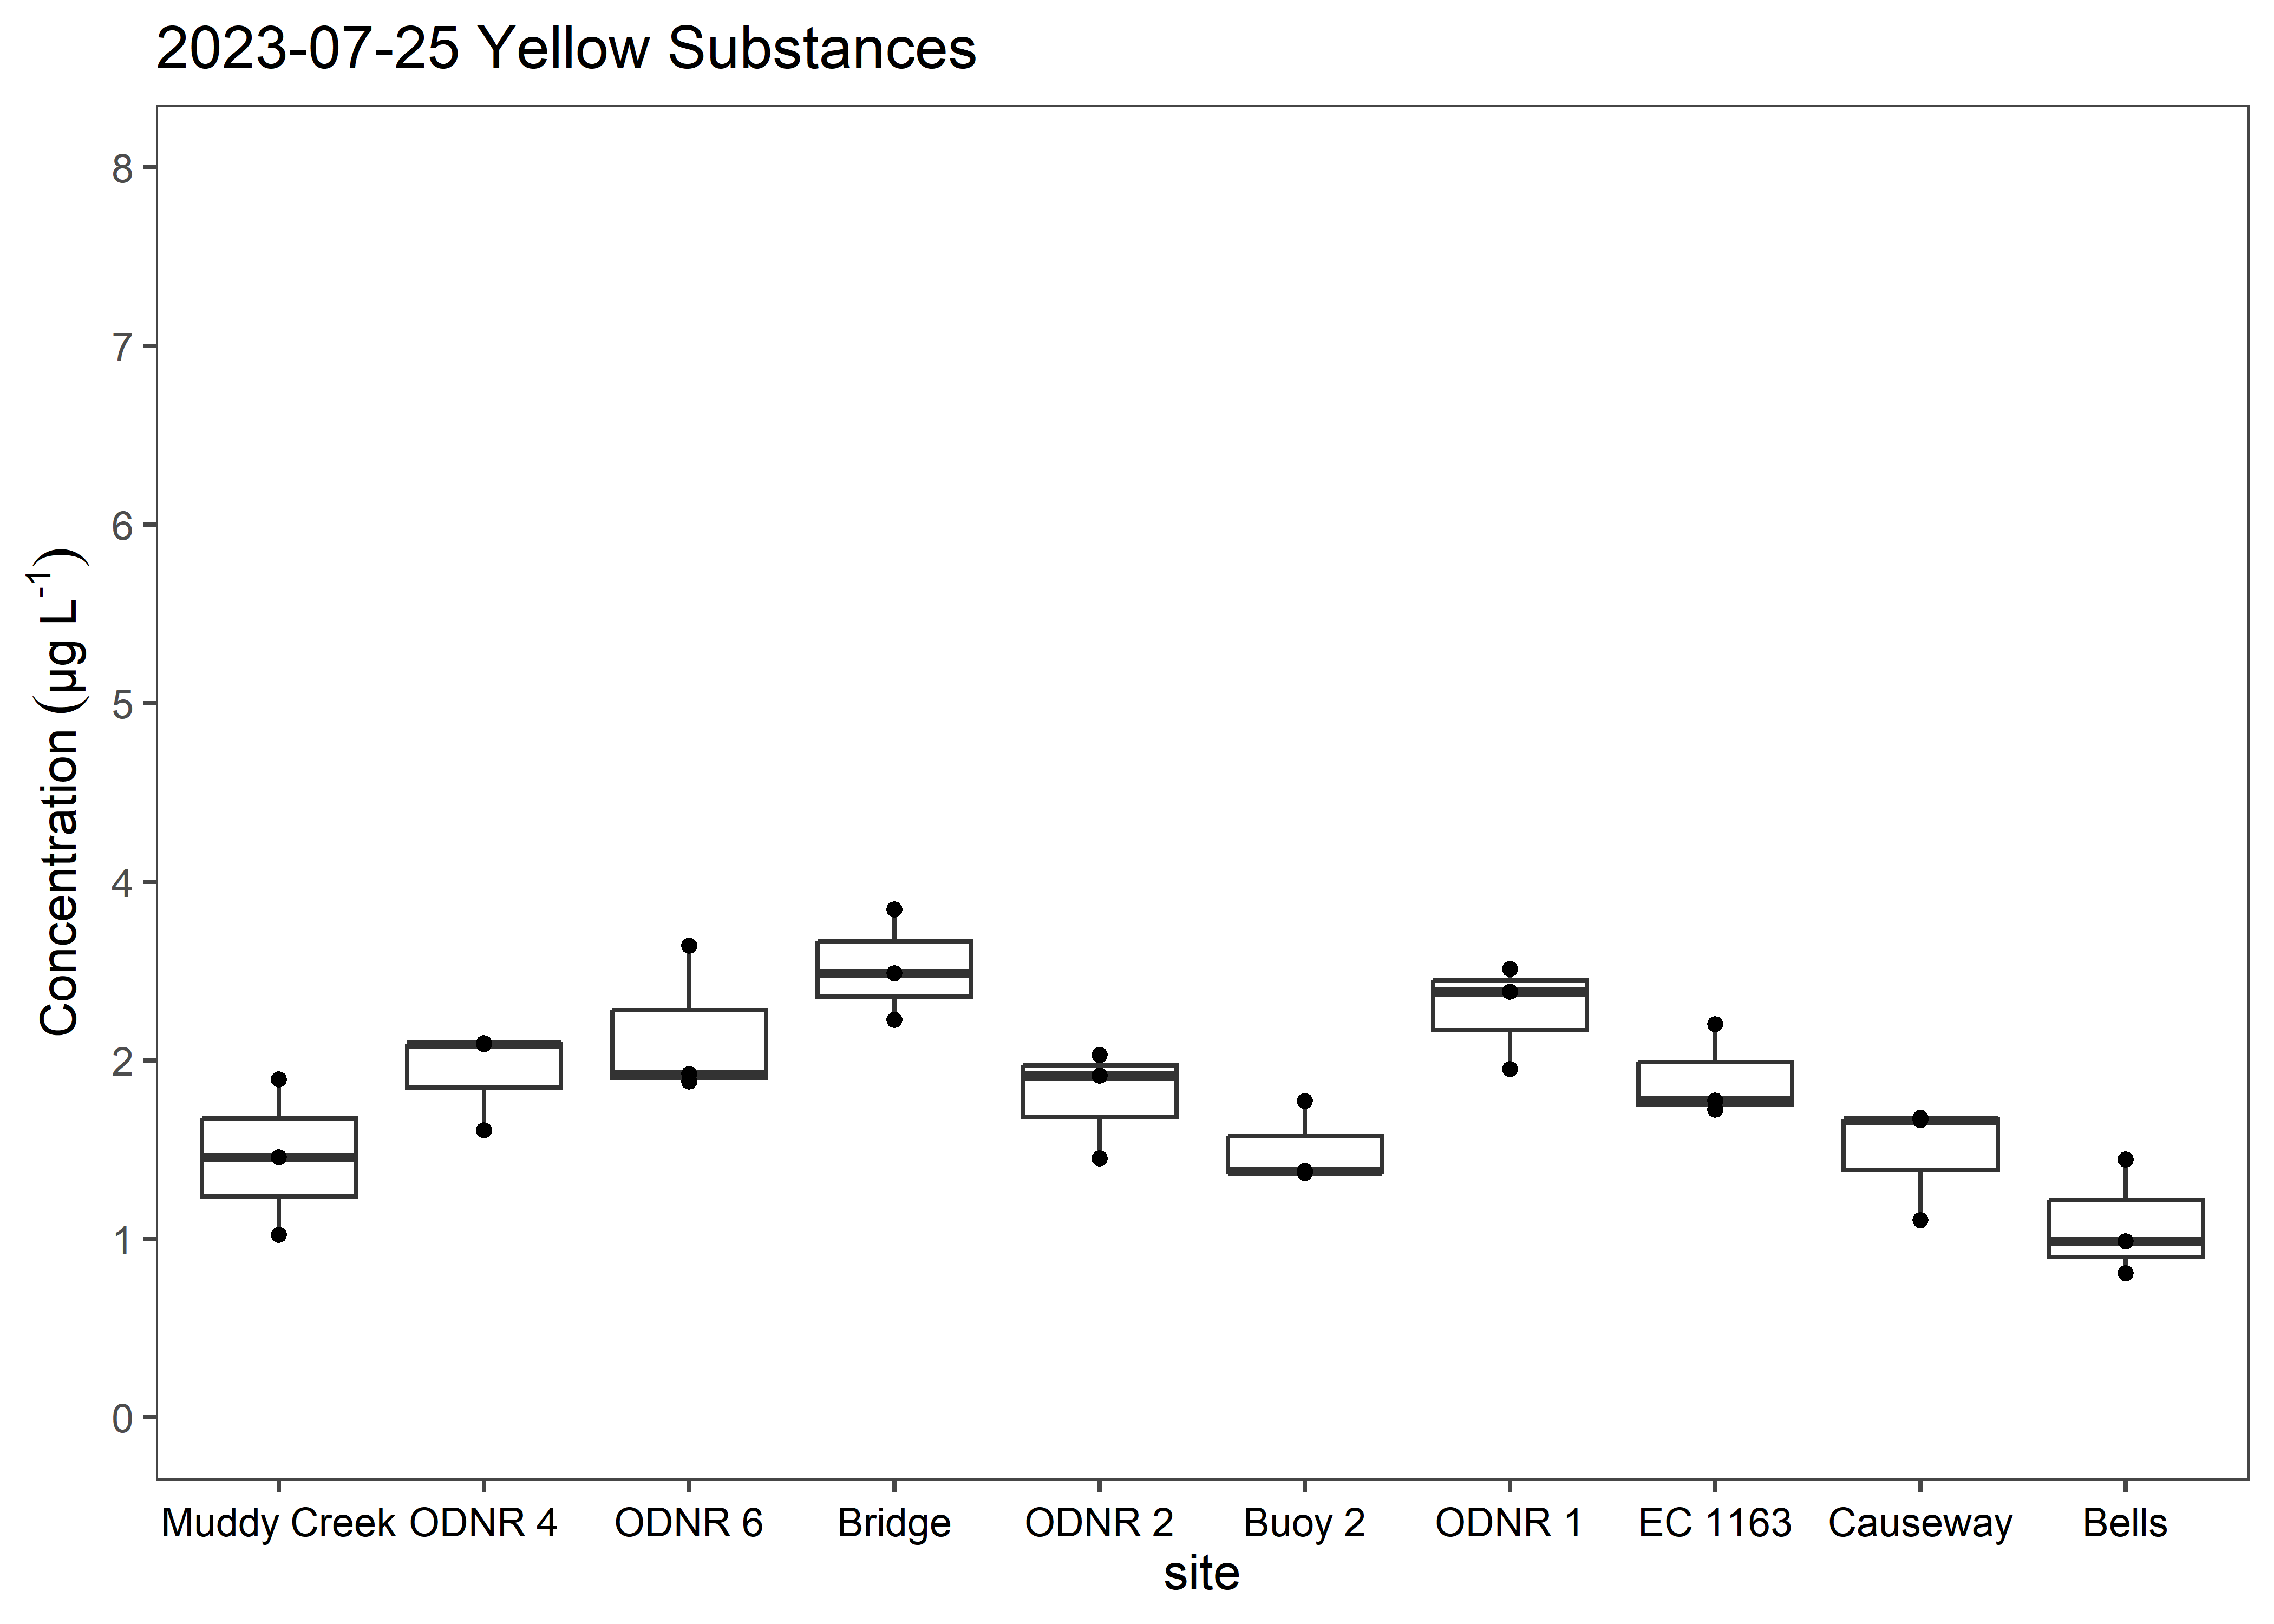 2023-07-25 Yellow Substances
Concentration (µg L⁻¹)
8
7
6
5
4
2
1
0
Muddy Creek ODNR 4 ODNR 6 Bridge ODNR 2 Buoy 2 ODNR 1 EC 1163 Causeway Bells
site